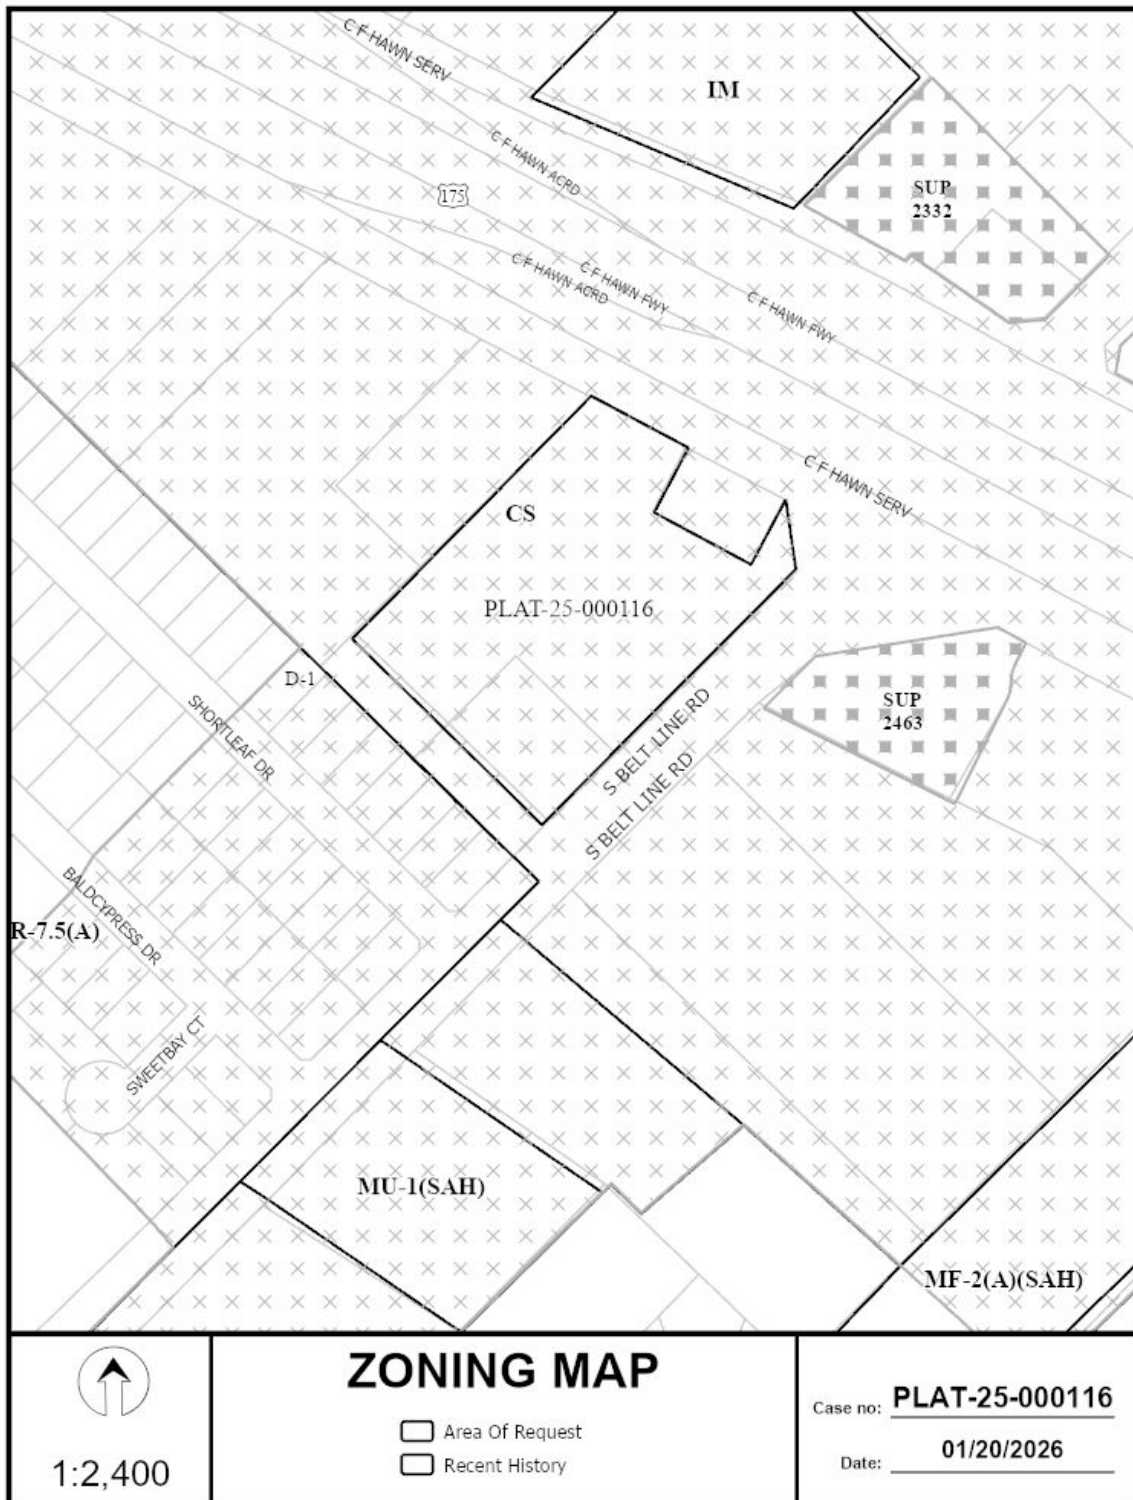 C F HAWN SERV
IM
C F HAWN ACRD
175
SUP
2332
C F HAWN ACRD
C F HAWN FWY
C F HAWN FWY
C F HAWN SERV
CS
PLAT-25-000116
D-1
SHORTLEAF DR
S BELT LINE RD
SUP
2463
S BELT LINE RD
BALDCYPRESS DR
R-7.5(A)
SWEETBAY CT
MU-1(SAH)
MF-2(A)(SAH)
1:2,400
ZONING MAP
Area Of Request
Recent History
Case no: PLAT-25-000116
Date: 01/20/2026